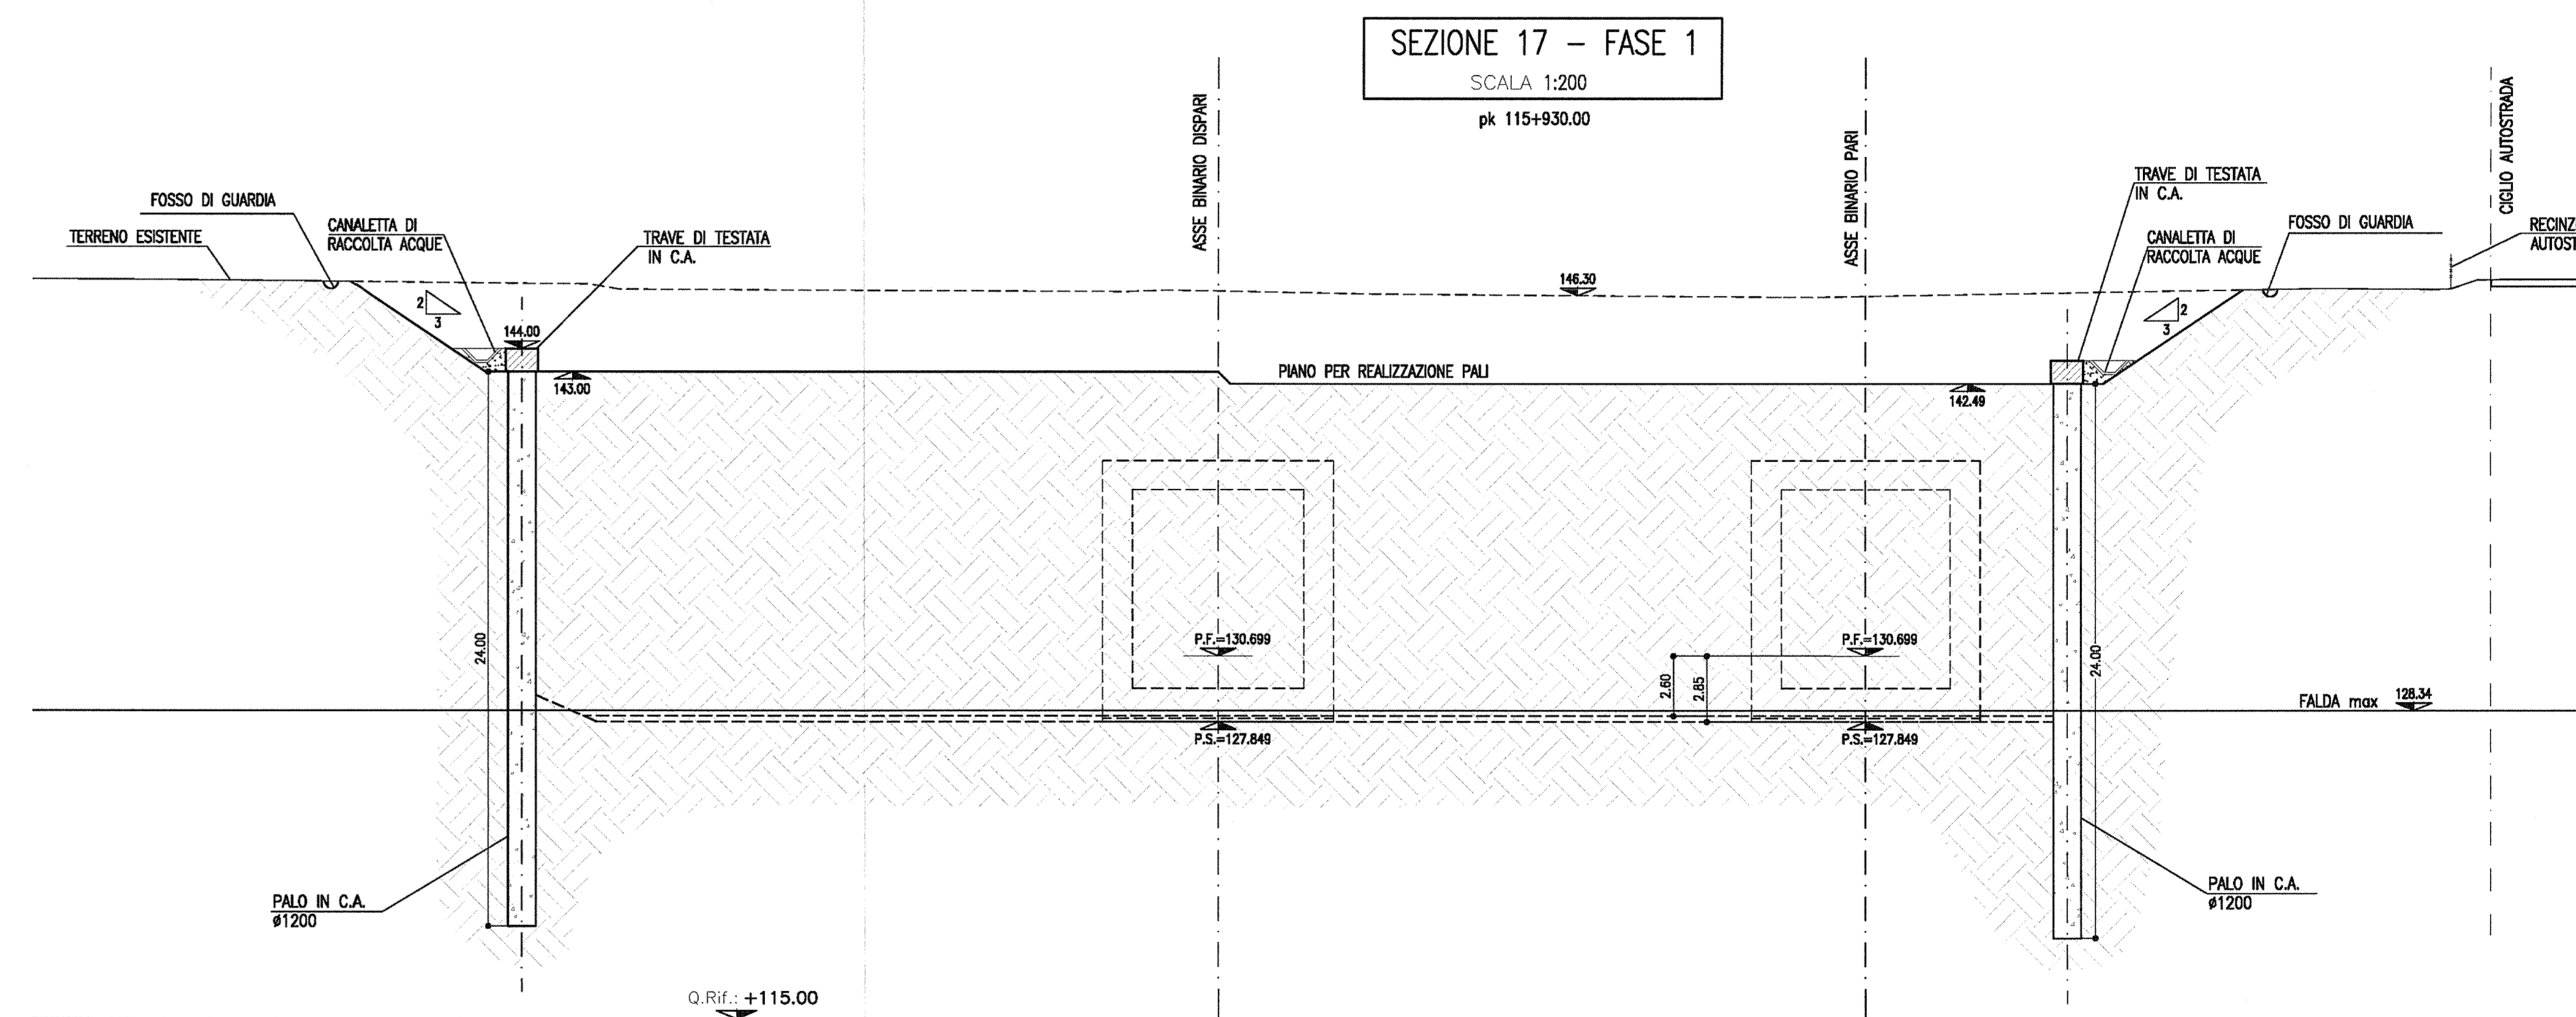 SEZIONE 17 – FASE 1
SCALA 1:200
pk 115+930.00
ASSE BINARIO DISPARI
ASSE BINARIO PARI
CIGLIO AUTOSTRADA
FOSSO DI GUARDIA
TERRENO ESISTENTE
CANALETTA DI
RACCOLTA ACQUE
TRAVE DI TESTATA
IN C.A.
TRAVE DI TESTATA
IN C.A.
CANALETTA DI
RACCOLTA ACQUE
FOSSO DI GUARDIA
RECINZ
AUTOST
2
3
144.00
143.00
146.30
PIANO PER REALIZZAZIONE PALI
142.49
2
3
24.00
P.F.=130.699
P.F.=130.699
2.60
2.85
24.00
FALDA max 128.34
P.S.=127.849
P.S.=127.849
PALO IN C.A.
ø1200
PALO IN C.A.
ø1200
Q.Rif.: +115.00